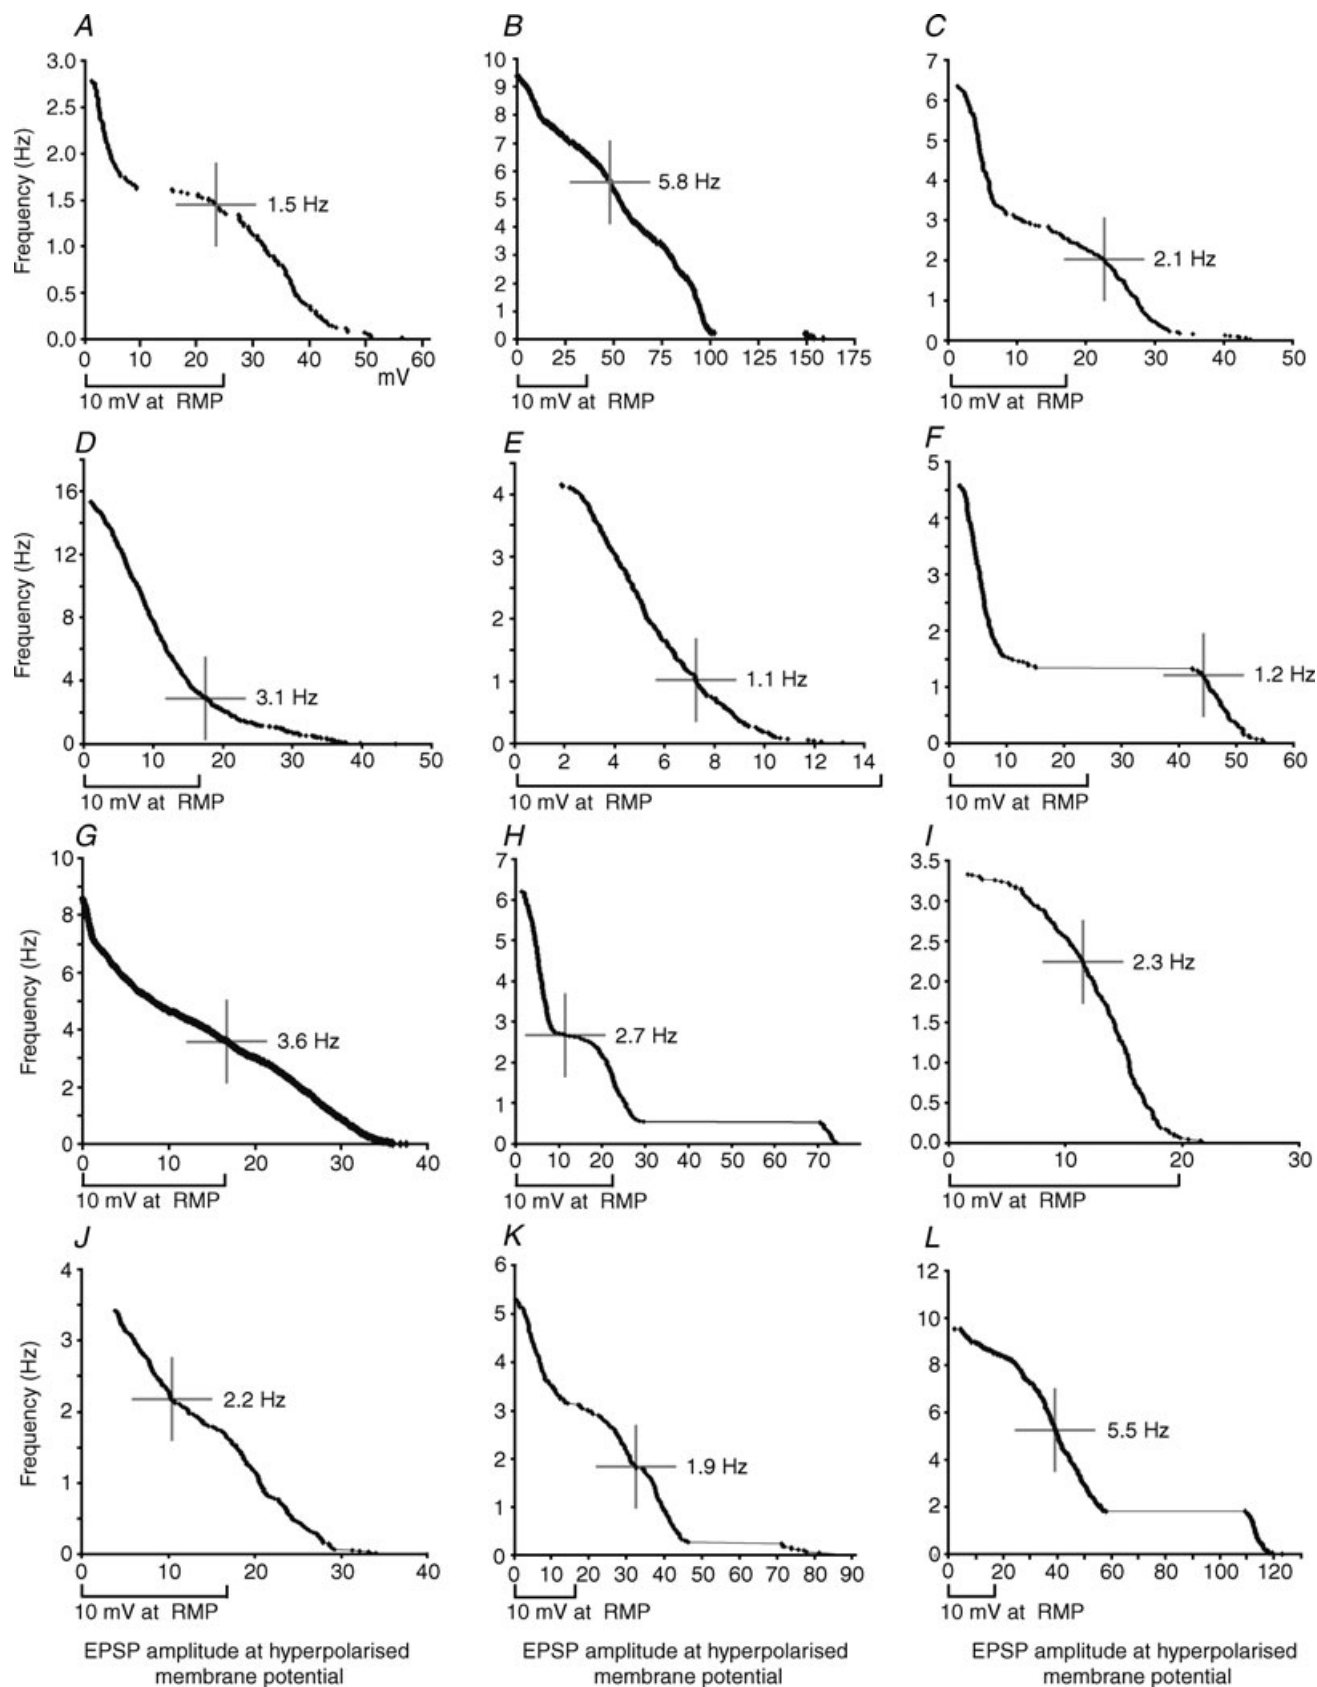 A
B
C
Frequency (Hz)
3.0
2.5
2.0
1.5
1.0
0.5
0.0
1.5 Hz
0 10 20 30 40 50 60
mV
10 mV at RMP
10
9
8
7
6
5
4
3
2
1
0
5.8 Hz
0 25 50 75 100 125 150 175
10 mV at RMP
7
6
5
4
3
2
1
0
2.1 Hz
0 10 20 30 40 50
10 mV at RMP
D
E
F
Frequency (Hz)
16
12
8
4
0
3.1 Hz
0 10 20 30 40 50
10 mV at RMP
4
3
2
1
0
1.1 Hz
0 2 4 6 8 10 12 14
10 mV at RMP
5
4
3
2
1
0
1.2 Hz
0 10 20 30 40 50 60
10 mV at RMP
G
H
I
Frequency (Hz)
10
8
6
4
2
0
3.6 Hz
0 10 20 30 40
10 mV at RMP
7
6
5
4
3
2
1
0
2.7 Hz
0 10 20 30 40 50 60 70
10 mV at RMP
3.5
3.0
2.5
2.0
1.5
1.0
0.5
0.0
2.3 Hz
0 10 20 30
10 mV at RMP
J
K
L
Frequency (Hz)
4
3
2
1
0
2.2 Hz
0 10 20 30 40
10 mV at RMP
6
5
4
3
2
1
0
1.9 Hz
0 10 20 30 40 50 60 70 80 90
10 mV at RMP
12
10
8
6
4
2
0
5.5 Hz
0 20 40 60 80 100 120
10 mV at RMP
EPSP amplitude at hyperpolarised
membrane potential
EPSP amplitude at hyperpolarised
membrane potential
EPSP amplitude at hyperpolarised
membrane potential